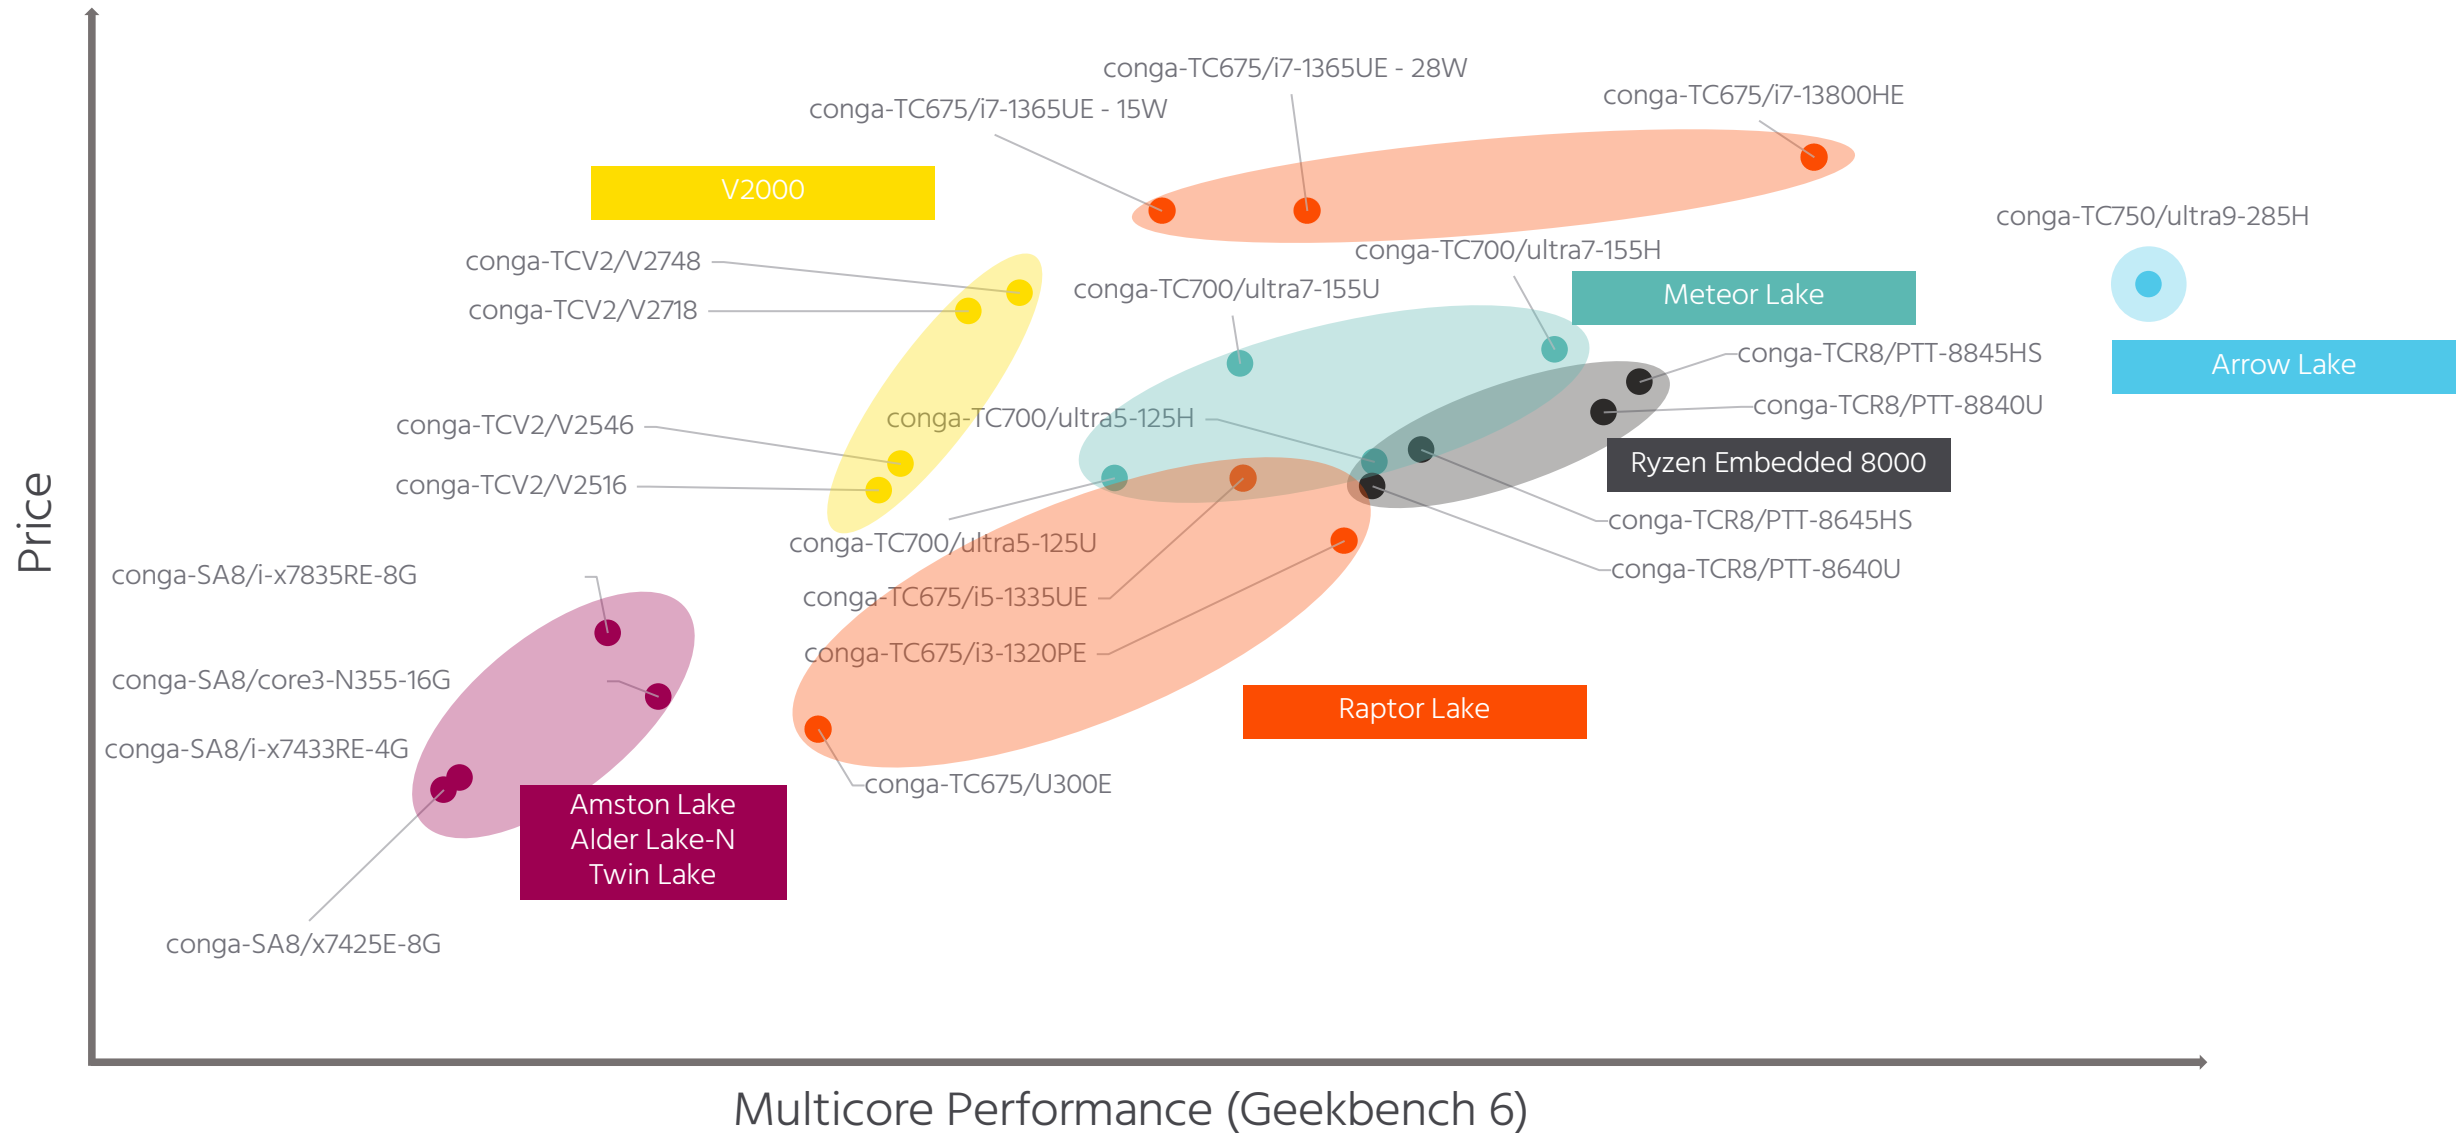 conga-TC675/i7-1365UE - 28W
conga-TC675/i7-1365UE - 15W
conga-TC675/i7-13800HE
V2000
conga-TC750/ultra9-285H
conga-TCV2/V2748
conga-TC700/ultra7-155H
conga-TC700/ultra7-155U
Meteor Lake
conga-TCV2/V2718
conga-TCR8/PTT-8845HS
Arrow Lake
conga-TCR8/PTT-8840U
conga-TC700/ultra5-125H
conga-TCV2/V2546
Ryzen Embedded 8000
conga-TCV2/V2516
Price
conga-TCR8/PTT-8645HS
conga-TC700/ultra5-125U
conga-TCR8/PTT-8640U
conga-SA8/i-x7835RE-8G
conga-TC675/i5-1335UE
conga-TC675/i3-1320PE
conga-SA8/core3-N355-16G
Raptor Lake
conga-SA8/i-x7433RE-4G
conga-TC675/U300E
Amston Lake
Alder Lake-N
Twin Lake
conga-SA8/x7425E-8G
Multicore Performance (Geekbench 6)